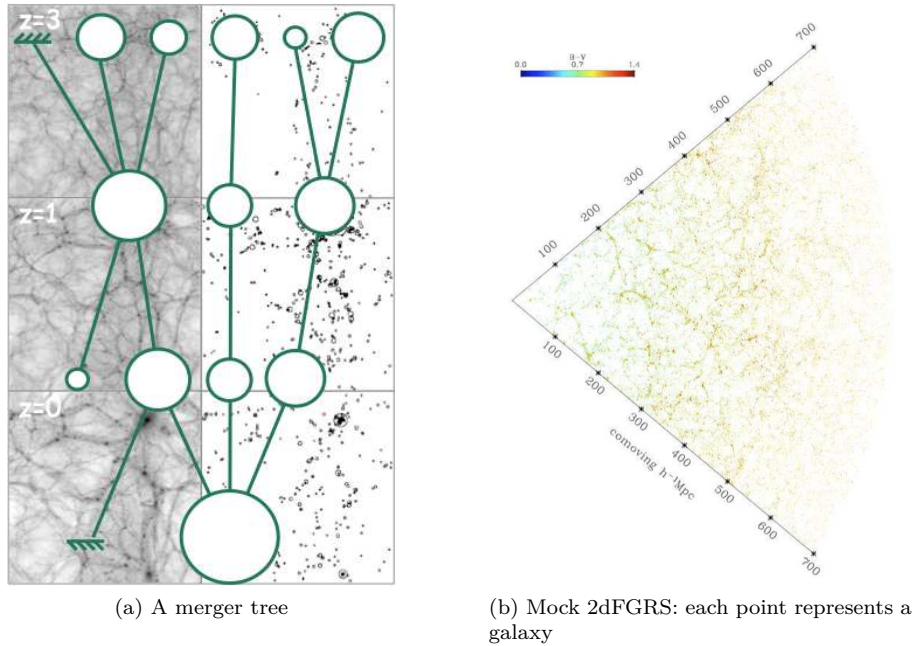 z=3
z=1
z=0
(a) A merger tree
B-V
0.0 0.7 1.4
100
200
300
400
500
600
700
100
200
300
400
500
600
700
comoving h⁻¹Mpc
(b) Mock 2dFGRS: each point represents a
galaxy